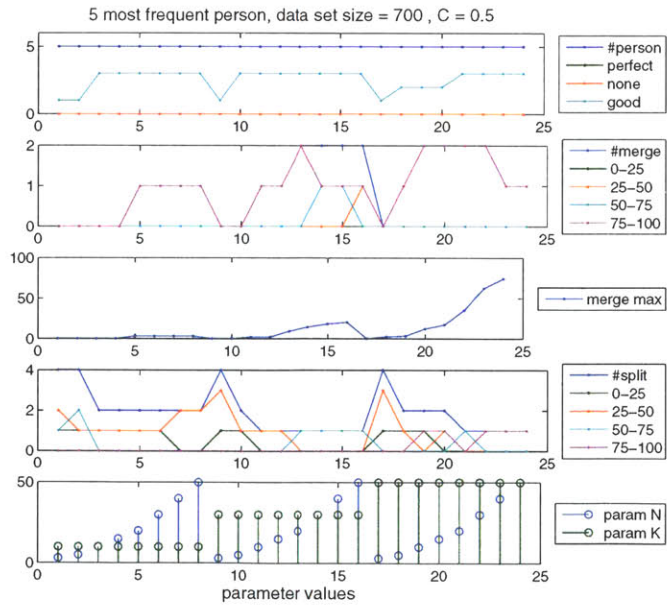 5 most frequent person, data set size = 700 , C = 0.5
5
0
0 5 10 15 20 25
#person
perfect
none
good
2
1
0
0 5 10 15 20 25
#merge
0-25
25-50
50-75
75-100
100
50
0
0 5 10 15 20 25
merge max
4
2
0
0 5 10 15 20 25
#split
0-25
25-50
50-75
75-100
50
0
0 5 10 15 20 25
param N
param K
parameter values